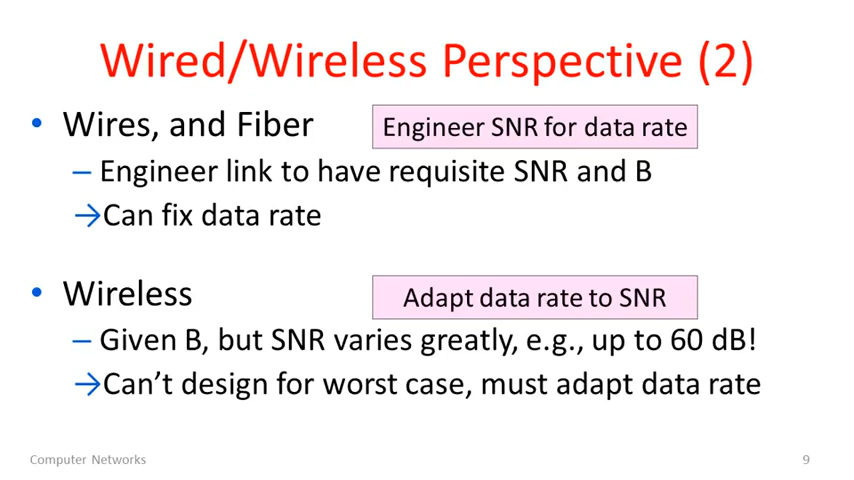 Wired/Wireless Perspective (2)
• Wires, and Fiber
Engineer SNR for data rate
– Engineer link to have requisite SNR and B
→Can fix data rate
• Wireless
Adapt data rate to SNR
– Given B, but SNR varies greatly, e.g., up to 60 dB!
→Can’t design for worst case, must adapt data rate
Computer Networks
9